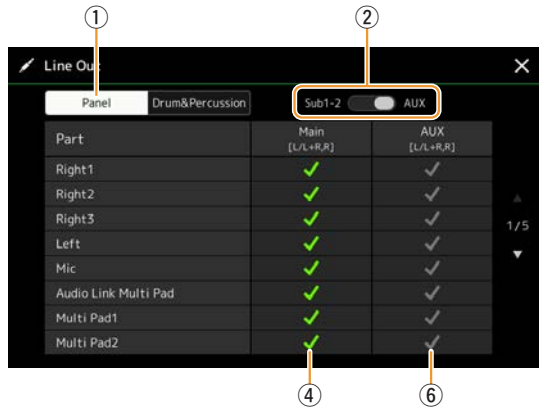 ① ②
Line Out
Panel Drum&Percussion Sub1-2 AUX
Part Main AUX
[L/L+R,R] [L/L+R,R]
Right1
Right2
Right3
Left
1/5
Mic
Audio Link Multi Pad
Multi Pad1
Multi Pad2
④ ⑥